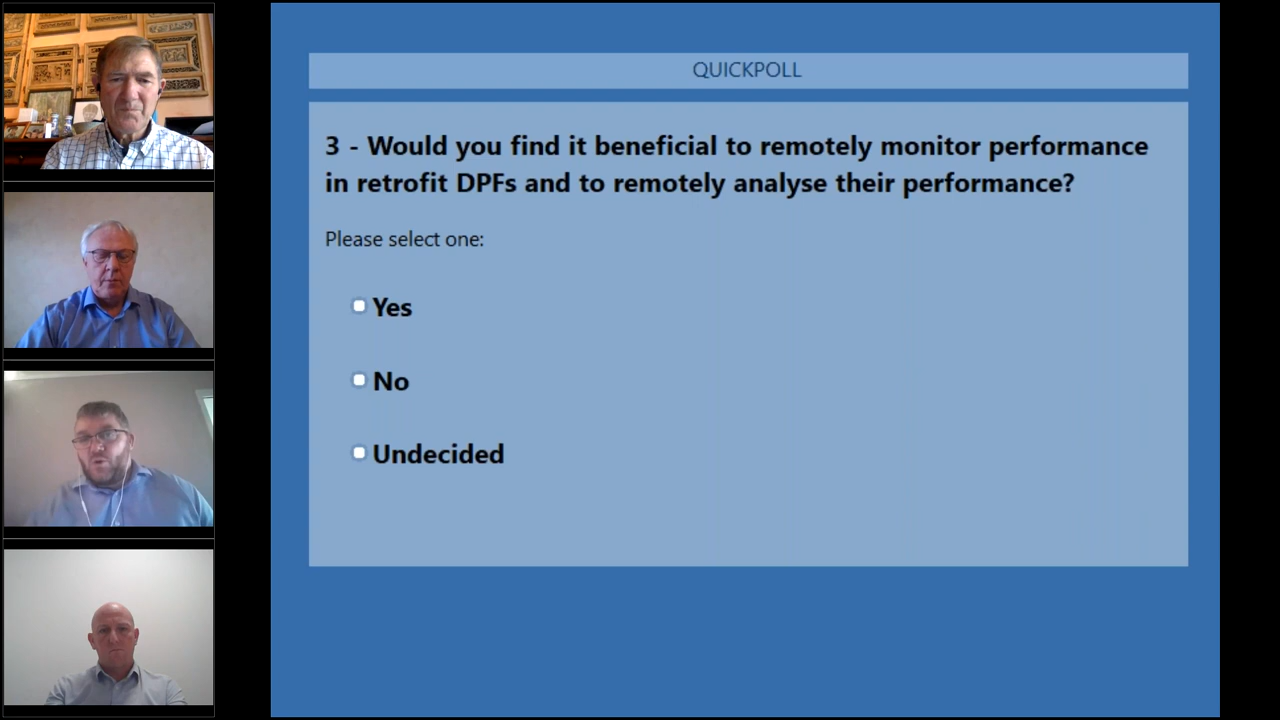 QUICKPOLL
3 - Would you find it beneficial to remotely monitor performance
in retrofit DPFs and to remotely analyse their performance?
Please select one:
Yes
No
Undecided